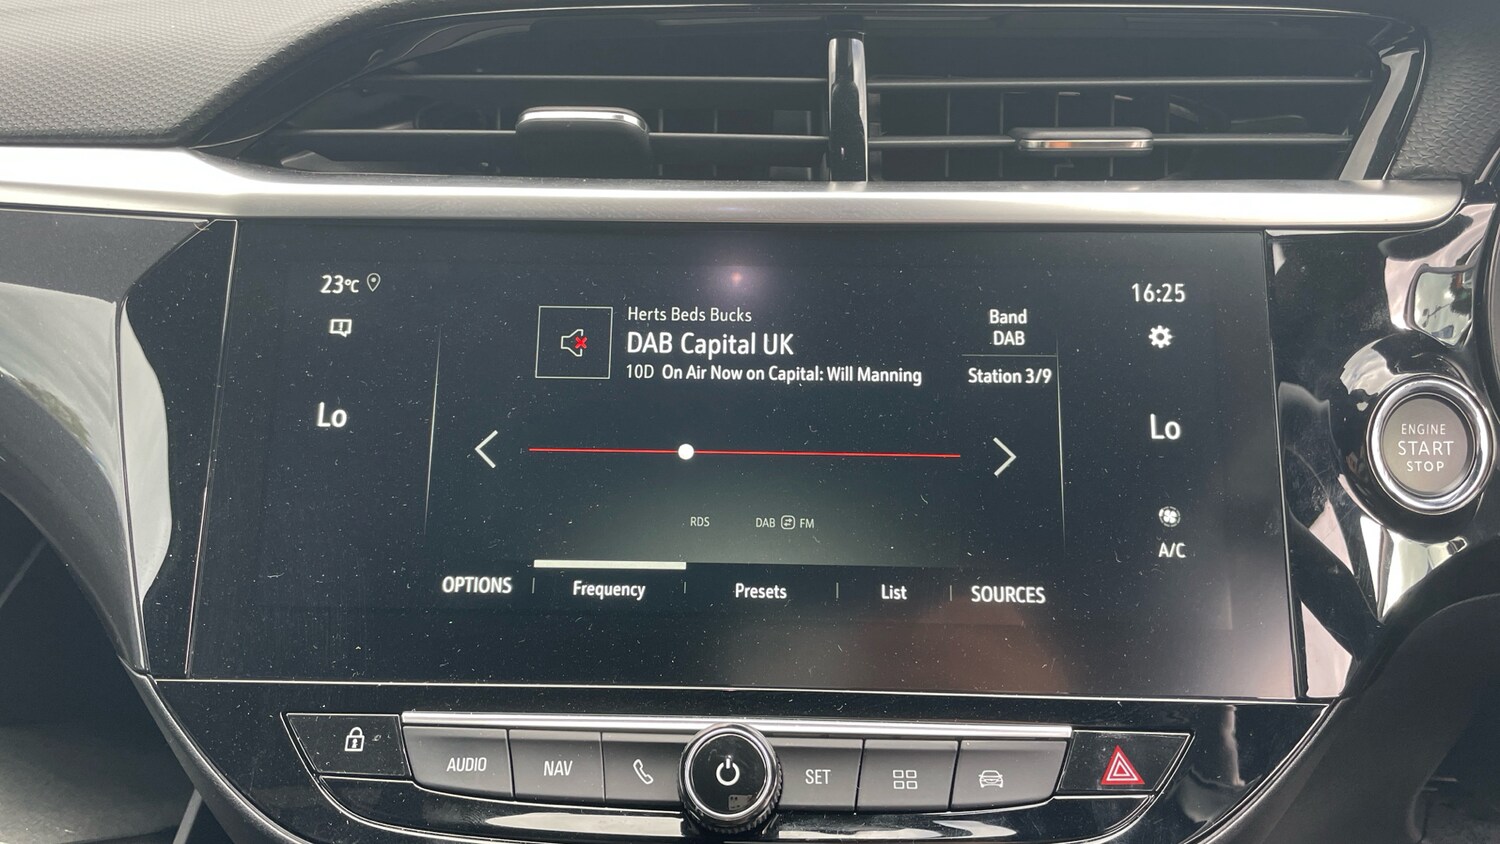 23°C
16:25
Herts Beds Bucks
DAB Capital UK
10D On Air Now on Capital: Will Manning
Band
DAB
Station 3/9
Lo
Lo
RDS
DAB FM
A/C
OPTIONS
Frequency
Presets
List
SOURCES
ENGINE
START
STOP
AUDIO
NAV
SET